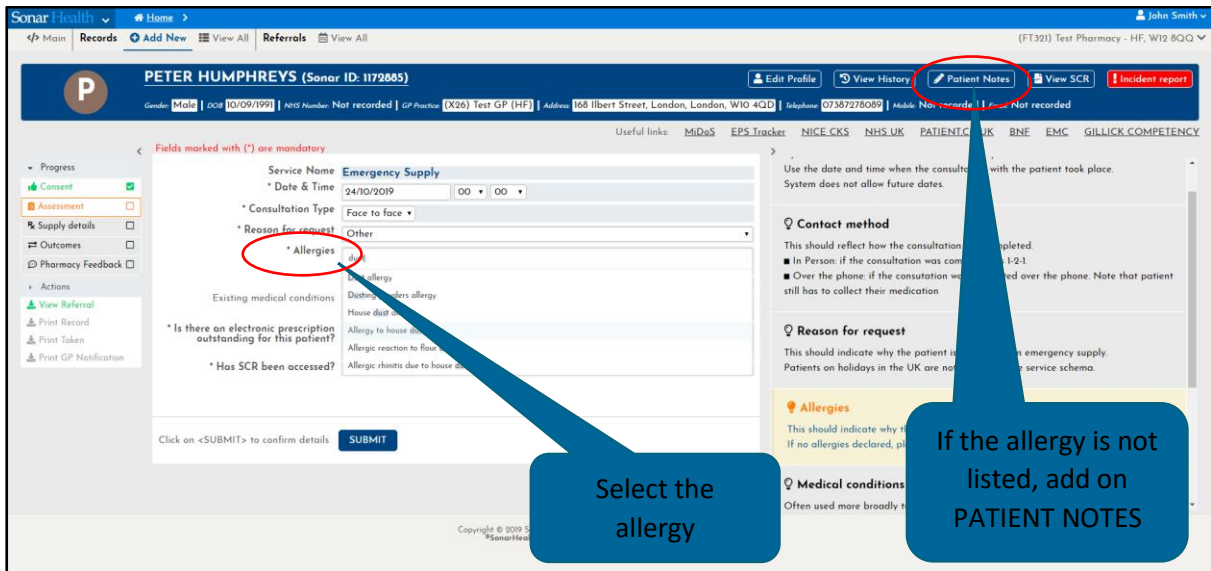 Sonar Health Home > John Smith
</> Main Records Add New View All Referrals View All (FT321) Test Pharmacy - HF, W12 8QQ
P
PETER HUMPHREYS (Sonar ID: 1172885) Edit Profile View History Patient Notes View SCR Incident report
Gender: Male | DOB 10/09/1991 | NHS Number: Not recorded | GP Practice: (X26) Test GP (HF) | Address: 168 Ilbert Street, London, London, W10 4QD | Telephone: 07387278089 | Mobile: Not recorded | Not recorded
Useful links: MiDoS EPS Tracker NICE CKS NHS UK BNF EMC GILLICK COMPETENCY
Fields marked with (*) are mandatory
Progress
Consent
Assessment
Supply details
Outcomes
Pharmacy Feedback
Actions
View Referral
Print Record
Print Token
Print GP Notification
Service Name Emergency Supply
* Date & Time 24/10/2019 00 00
* Consultation Type Face to face
* Reason for request Other
* Allergies dust
Dust allergy
Dusting powders allergy
House dust
Existing medical conditions
Allergy to house
Allergic reaction to flour
Allergic rhinitis due to house
* Is there an electronic prescription
outstanding for this patient?
* Has SCR been accessed?
Click on <SUBMIT> to confirm details SUBMIT
Use the date and time when the with the patient took place.
System does not allow future dates.
Contact method
This should reflect how the consultation
■ In Person: if the consultation was 1-2-1.
■ Over the phone: if the consutation over the phone. Note that patient
still has to collect their medication
Reason for request
This should indicate why the patient is emergency supply.
Patients on holidays in the UK are service schema.
Allergies
This should indicate why
If no allergies declared,
Medical conditions
Often used more broadly
Select the
allergy
If the allergy is not
listed, add on
PATIENT NOTES
Copyright © 2019